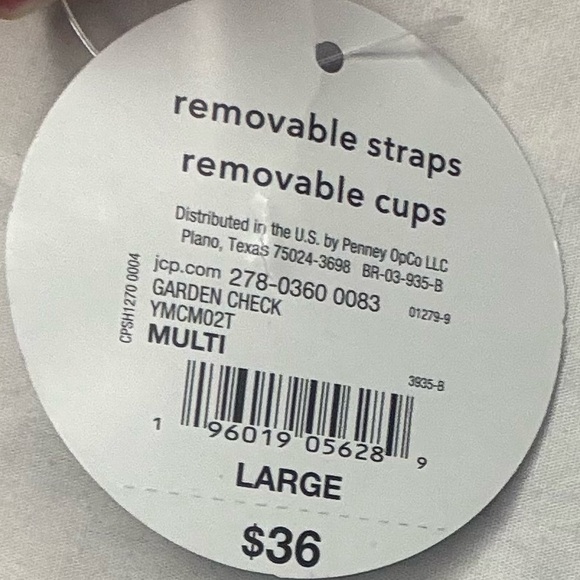 removable straps
removable cups
Distributed in the U.S. by Penney OpCo LLC
Plano, Texas 75024-3698 BR-03-935-B
jcp.com 278-0360 0083 01279-9
GARDEN CHECK
YMCM02T
MULTI
CPSH1270 0004
3935-B
1 96019 05628 9
LARGE
$36